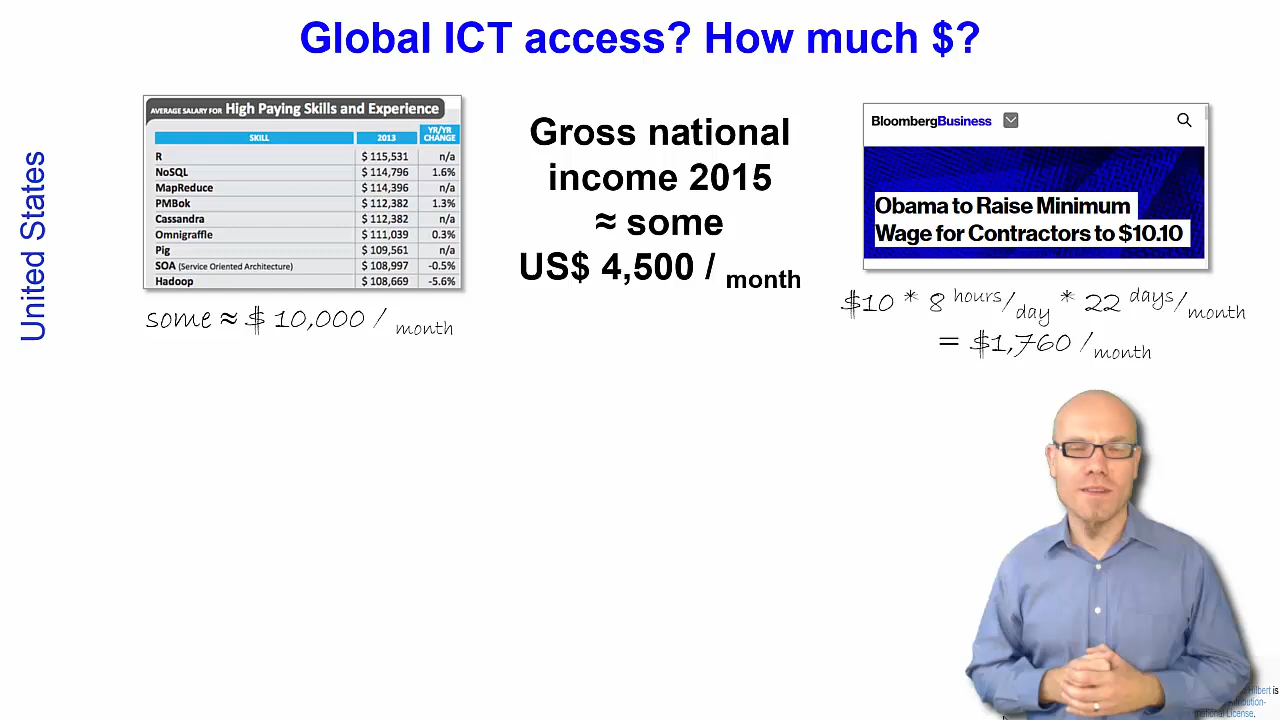 Global ICT access? How much $?
United States
AVERAGE SALARY FOR High Paying Skills and Experience
SKILL 2013 YR/YR CHANGE
R $ 115,531 n/a
NoSQL $ 114,796 1.6%
MapReduce $ 114,396 n/a
PMBok $ 112,382 1.3%
Cassandra $ 112,382 n/a
Omnigraffle $ 111,039 0.3%
Pig $ 109,561 n/a
SOA (Service Oriented Architecture) $ 108,997 -0.5%
Hadoop $ 108,669 -5.6%
some ≈ $ 10,000 / month
Gross national
income 2015
≈ some
US$ 4,500 / month
BloombergBusiness
Obama to Raise Minimum
Wage for Contractors to $10.10
$10 * 8 hours/day * 22 days/month
= $1,760 / month
is
License.